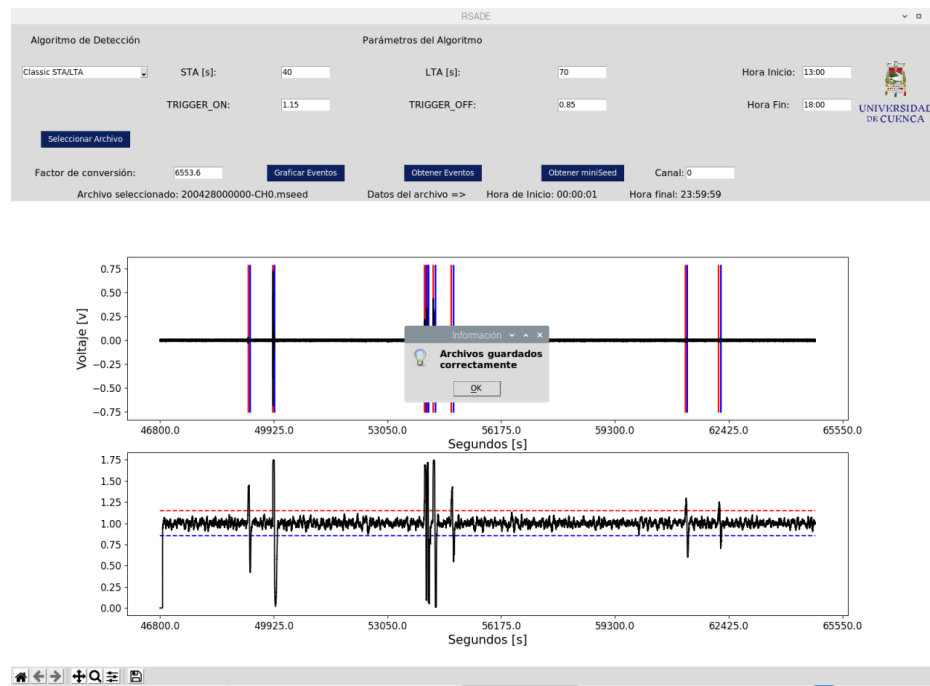 RSADE
Algoritmo de Detección
Parámetros del Algoritmo
Classic STA/LTA
STA [s]:
40
LTA [s]:
70
Hora Inicio:
13:00
TRIGGER_ON:
1.15
TRIGGER_OFF:
0.85
Hora Fin:
18:00
UNIVERSIDAD
DE CUENCA
Seleccionar Archivo
Factor de conversión:
6553.6
Graficar Eventos
Obtener Eventos
Obtener miniSeed
Canal:
0
Archivo seleccionado: 200428000000-CH0.mseed
Datos del archivo =>
Hora de Inicio: 00:00:01
Hora final: 23:59:59
0.75
0.50
0.25
0.00
−0.25
−0.50
−0.75
Voltaje [v]
Información
Archivos guardados
correctamente
OK
46800.0
49925.0
53050.0
56175.0
59300.0
62425.0
65550.0
Segundos [s]
1.75
1.50
1.25
1.00
0.75
0.50
0.25
0.00
46800.0
49925.0
53050.0
56175.0
59300.0
62425.0
65550.0
Segundos [s]